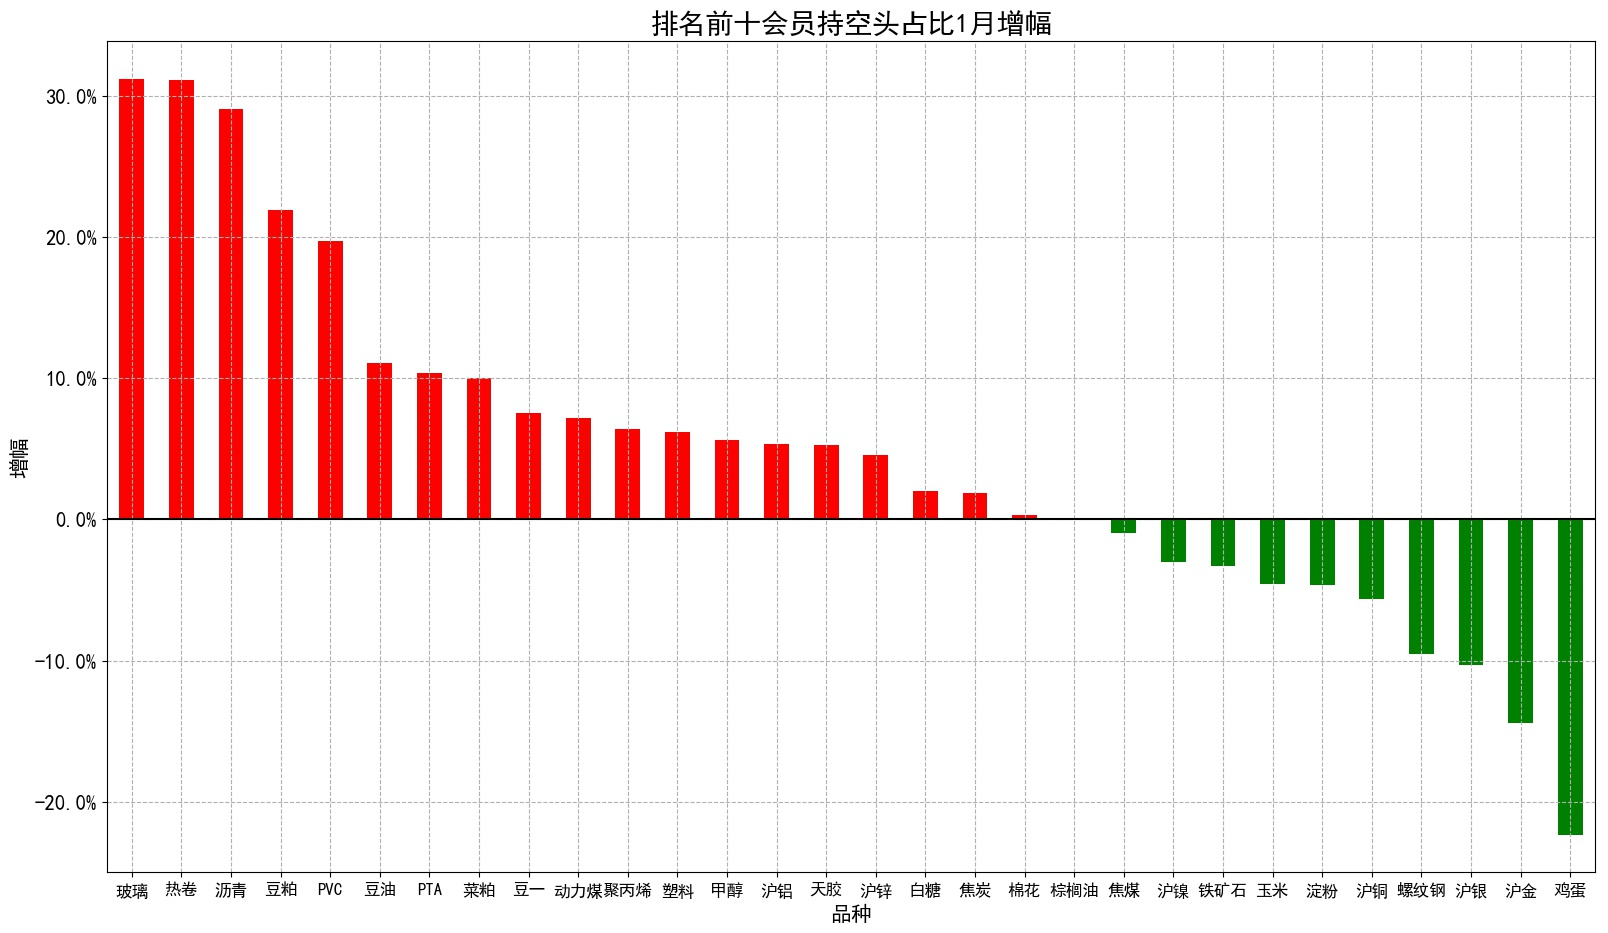 排名前十会员持空头占比1月增幅
30.0%
20.0%
10.0%
0.0%
-10.0%
-20.0%
增幅
玻璃 热卷 沥青 豆粕 PVC 豆油 PTA 菜粕 豆一 动力煤 聚丙烯 塑料 甲醇 沪铝 天胶 沪锌 白糖 焦炭 棉花 棕榈油 焦煤 沪镍 铁矿石 玉米 淀粉 沪铜 螺纹钢 沪银 沪金 鸡蛋
品种